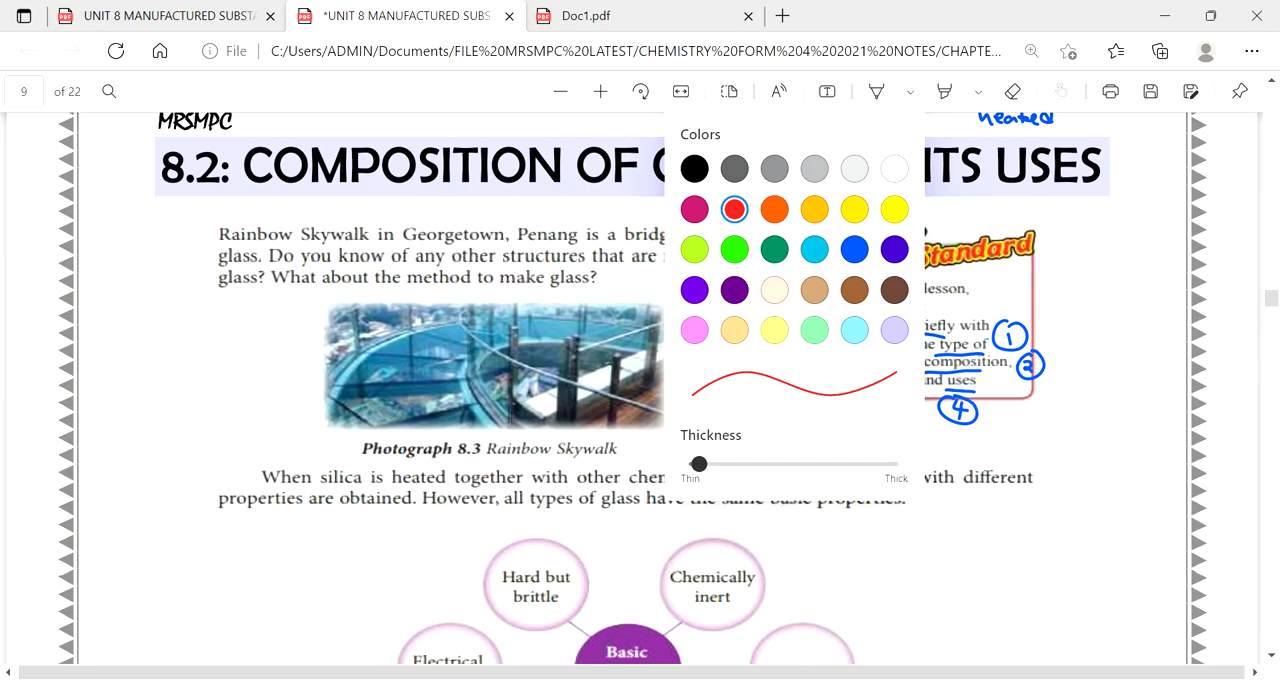 UNIT 8 MANUFACTURED SUBSTA
*UNIT 8 MANUFACTURED SUBS
Doc1.pdf
File
C:/Users/ADMIN/Documents/FILE%20MRSMPC%20LATEST/CHEMISTRY%20FORM%204%202021%20NOTES/CHAPTE...
9 of 22
MRSMPC
heated
8.2: COMPOSITION OF ITS USES
Colors
Rainbow Skywalk in Georgetown, Penang is a
glass. Do you know of any other structures that are
glass? What about the method to make glass?
Standard
lesson,
with
type of 1
composition, 2
uses
4
Photograph 8.3 Rainbow Skywalk
Thickness
Thin Thick
When silica is heated together with other with different
properties are obtained. However, all types of glass have the same basic properties.
Hard but
brittle
Chemically
inert
Basic
Electrical